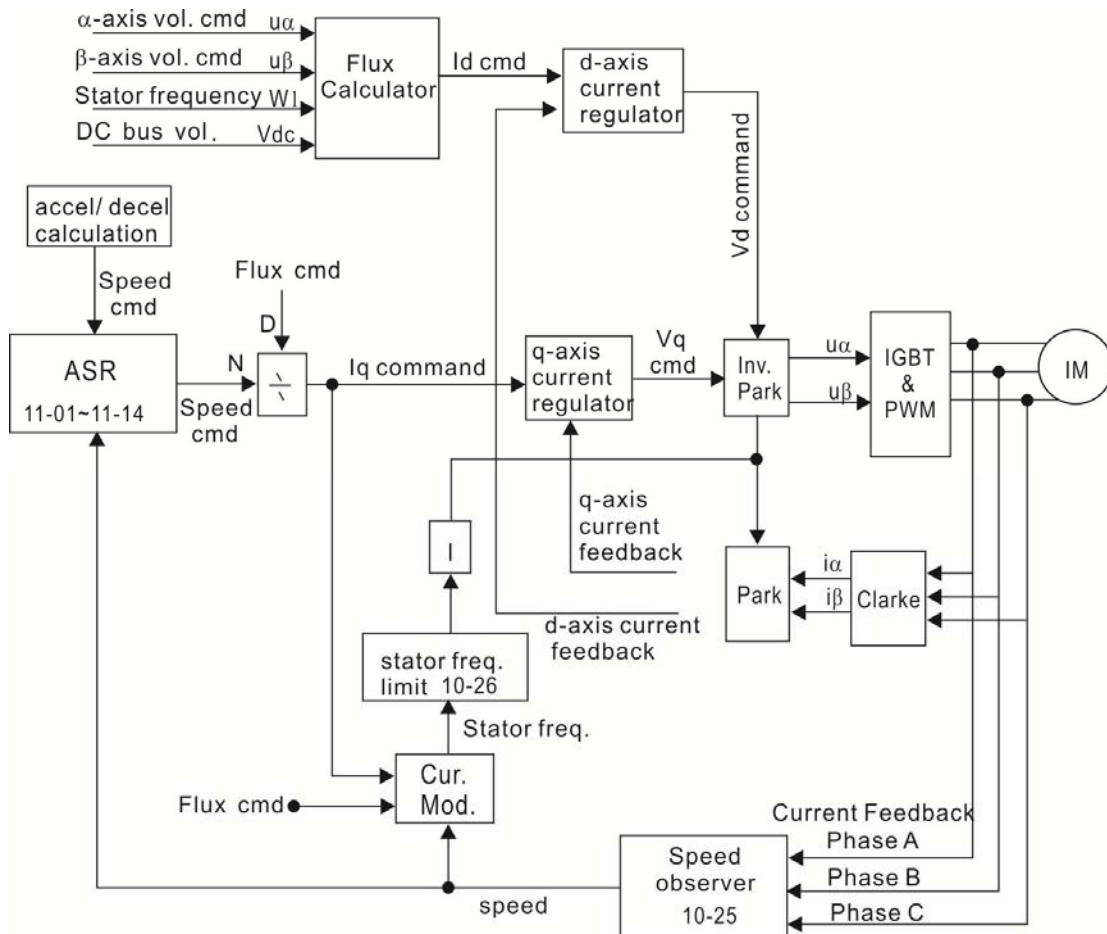 α-axis vol. cmd uα
β-axis vol. cmd uβ
Stator frequency W1
DC bus vol. Vdc
Flux
Calculator
Id cmd
d-axis
current
regulator
Vd command
accel/ decel
calculation
Speed
cmd
Flux cmd
D
ASR
11-01~11-14
N
Speed
cmd
Iq command
q-axis
current
regulator
Vq
cmd
Inv.
Park
uα
uβ
IGBT
&
PWM
IM
q-axis
current
feedback
I
Park
iα
iβ
Clarke
d-axis current
feedback
stator freq.
limit 10-26
Stator freq.
Cur.
Mod.
Flux cmd
Current Feedback
Phase A
Phase B
Phase C
Speed
observer
10-25
speed